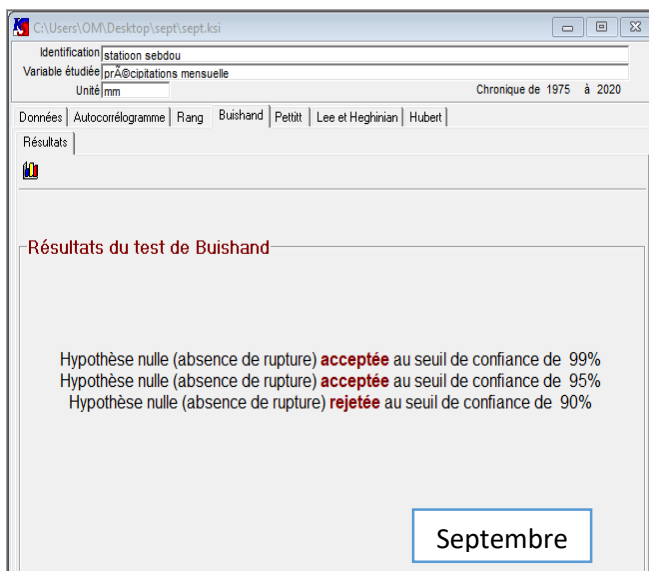 C:\Users\OM\Desktop\sept\sept.ksi
Identification statioon sebdou
Variable étudiée prÃ©cipitations mensuelle
Unité mm Chronique de 1975 à 2020
Données Autocorrélogramme Rang Buishand Pettitt Lee et Heghinian Hubert
Résultats
Résultats du test de Buishand
Hypothèse nulle (absence de rupture) acceptée au seuil de confiance de 99%
Hypothèse nulle (absence de rupture) acceptée au seuil de confiance de 95%
Hypothèse nulle (absence de rupture) rejetée au seuil de confiance de 90%
Septembre